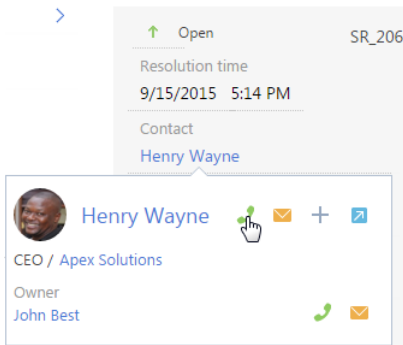 Open
SR_206
Resolution time
9/15/2015 5:14 PM
Contact
Henry Wayne
Henry Wayne
CEO / Apex Solutions
Owner
John Best